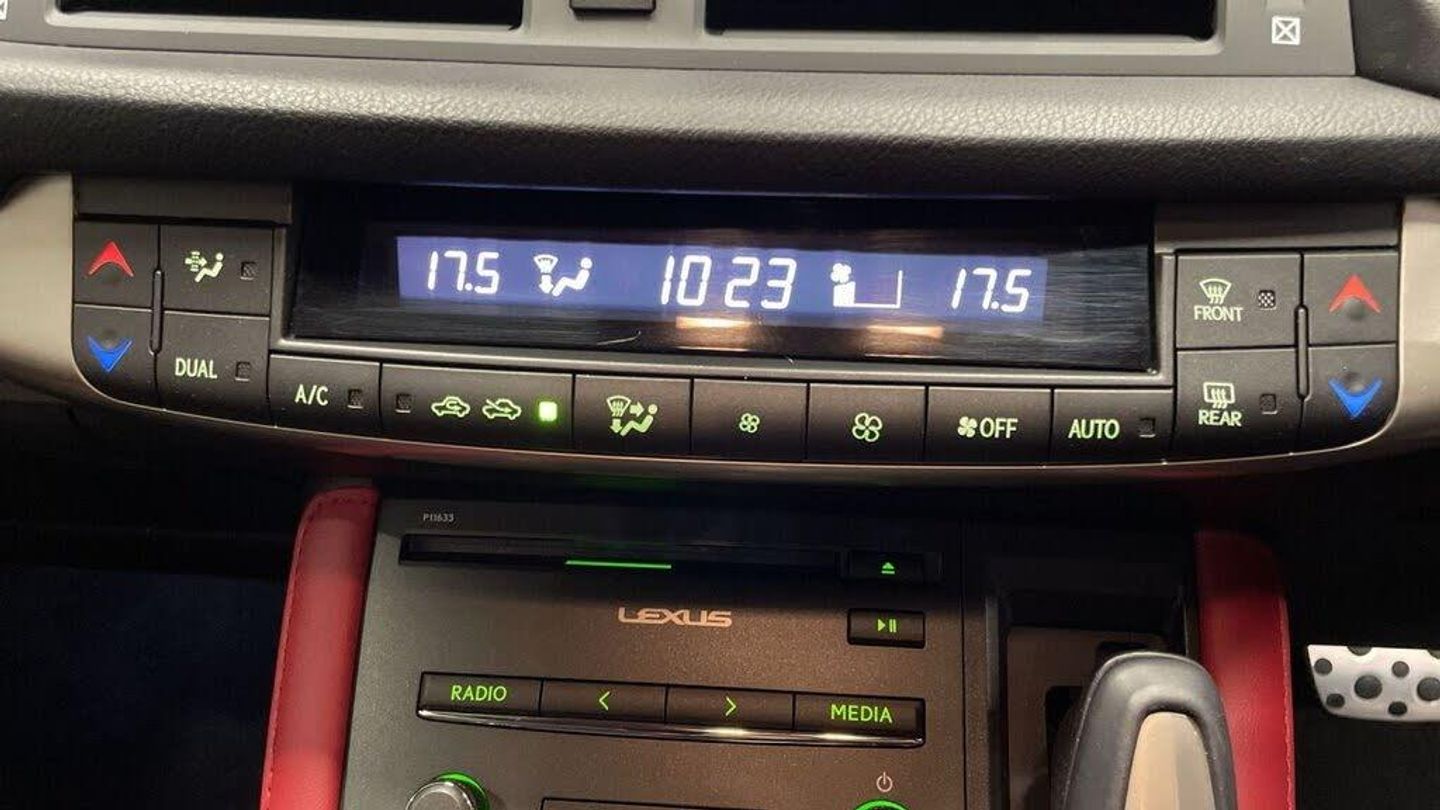 17.5 10 23 17.5
FRONT
DUAL
A/C
OFF AUTO REAR
P11633
LEXUS
RADIO < > MEDIA